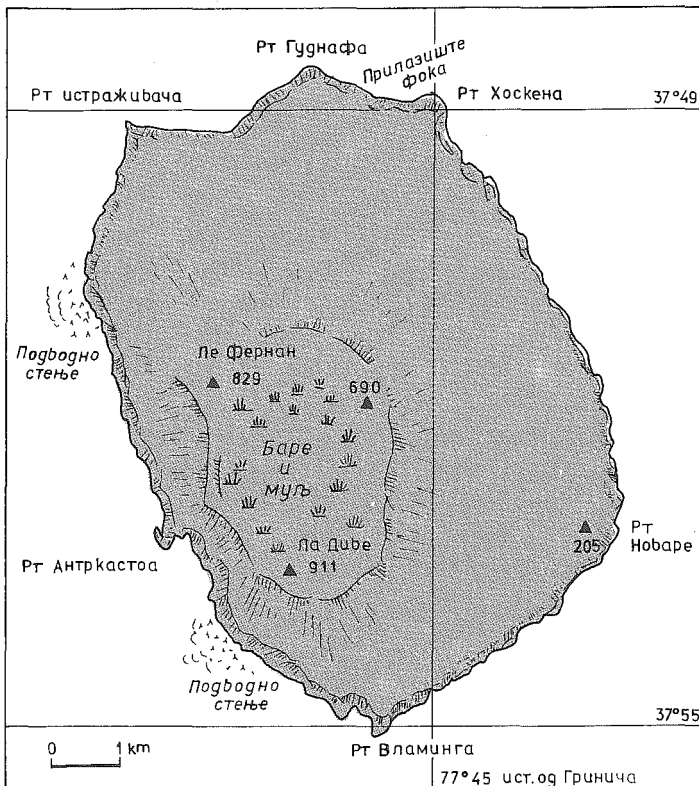 Рт Гуднафа
Прилазиште
фока
Рт истраживача
Рт Хоскена
37°49
Подводно
стење
Ле Фернан
829
690
Баре
и
муљ
Ла Диве
911
205
Рт
Новаре
Рт Антркастоа
Подводно
стење
37°55
0 1 km
Рт Вламинга
77°45 ист.од Гринича